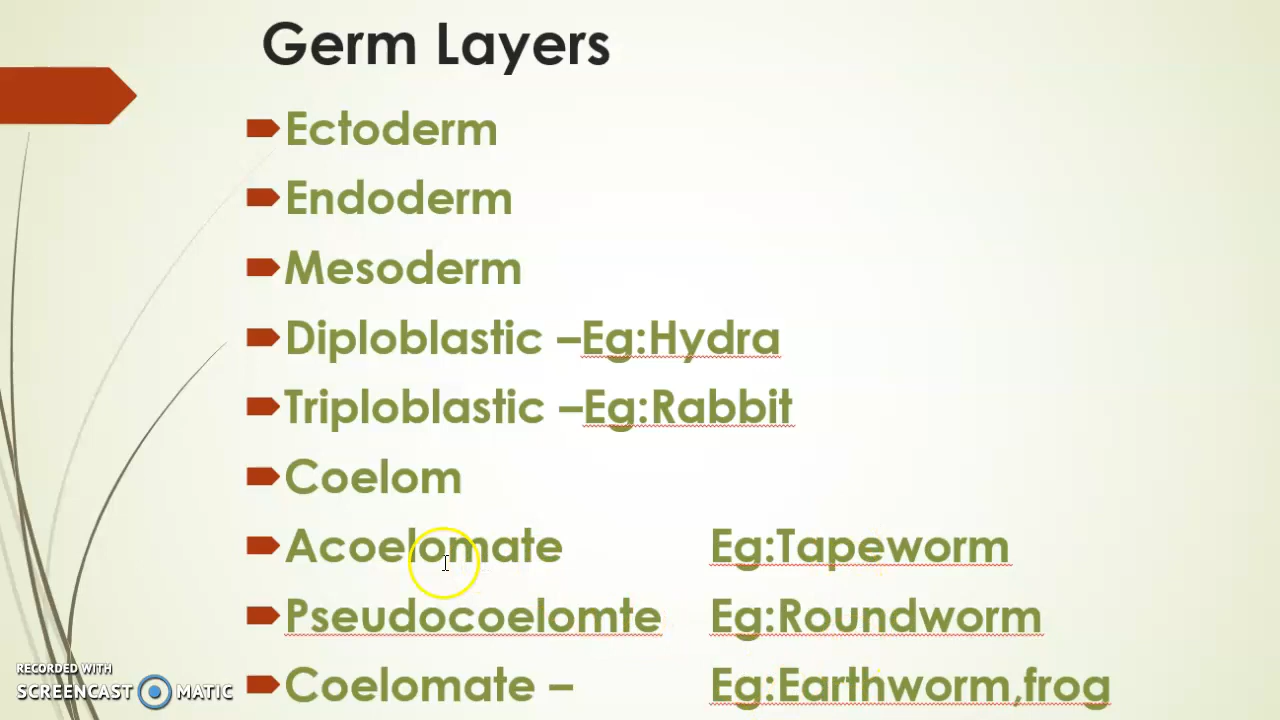 Germ Layers
Ectoderm
Endoderm
Mesoderm
Diploblastic –Eg:Hydra
Triploblastic –Eg:Rabbit
Coelom
Acoelomate Eg:Tapeworm
Pseudocoelomte Eg:Roundworm
Coelomate – Eg:Earthworm,frog
RECORDED WITH
SCREENCAST MATIC